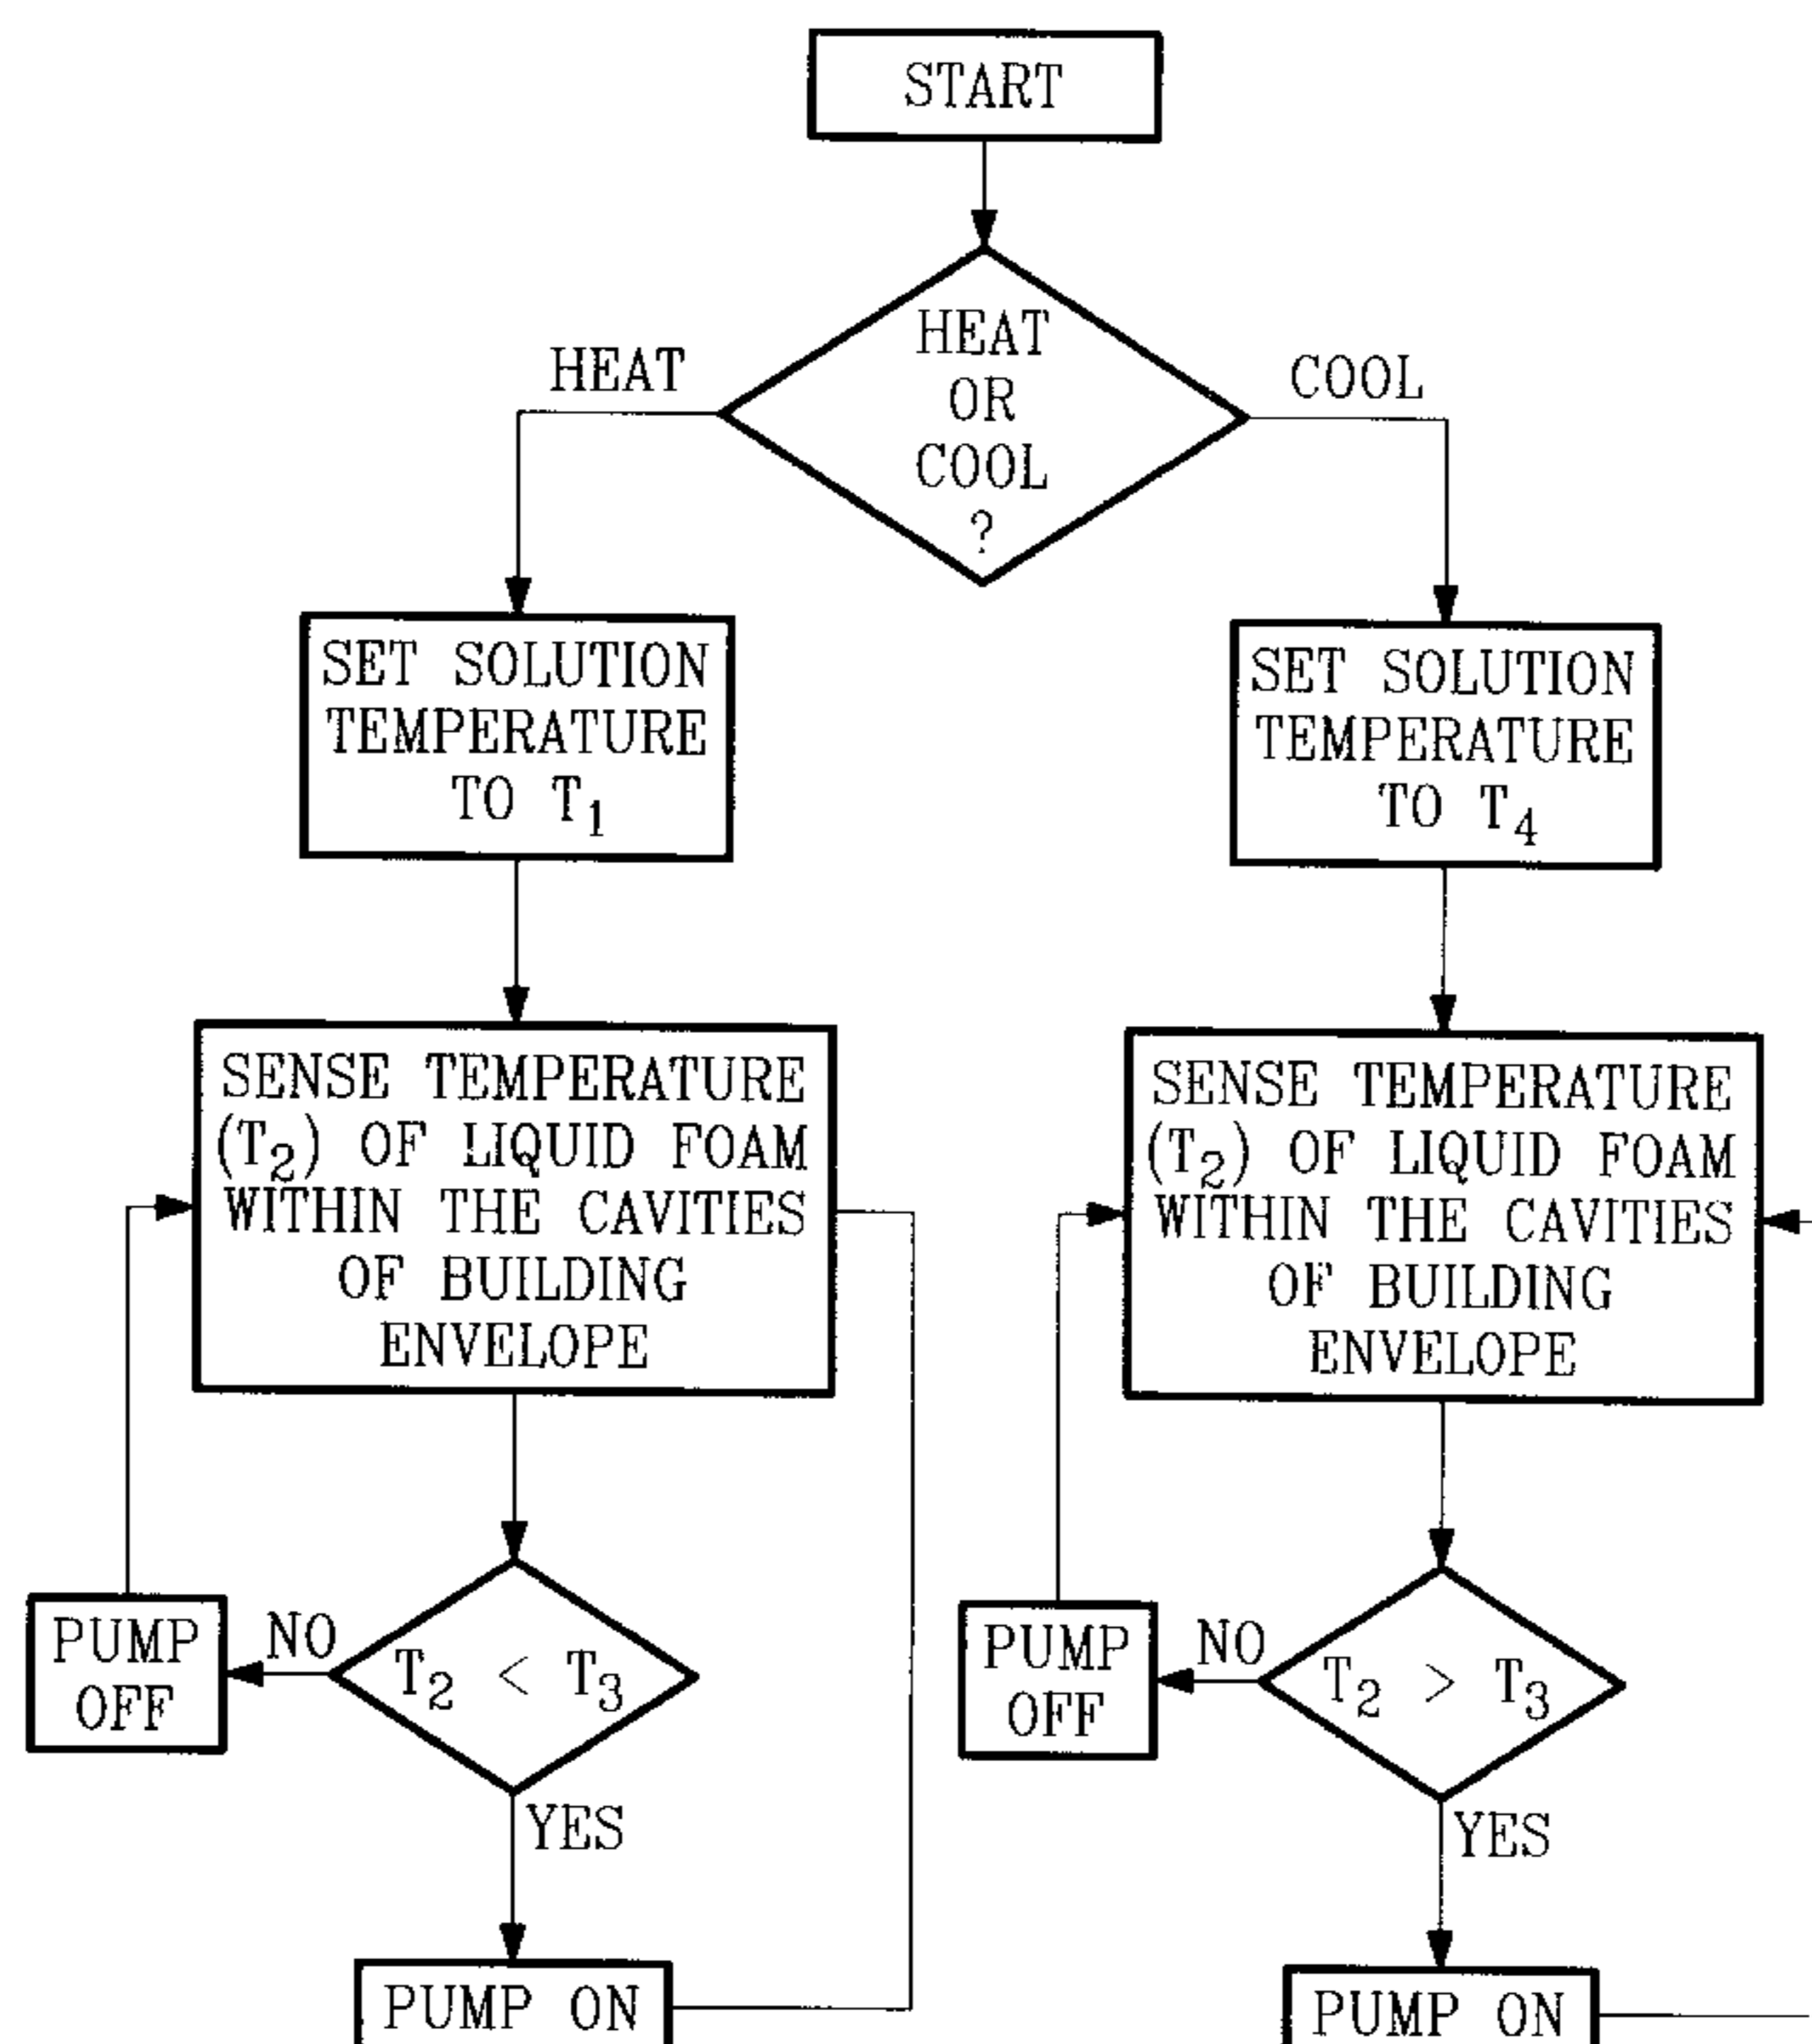 START
HEAT
OR
COOL
?
HEAT
COOL
SET SOLUTION
TEMPERATURE
TO T₁
SET SOLUTION
TEMPERATURE
TO T₄
SENSE TEMPERATURE
(T₂) OF LIQUID FOAM
WITHIN THE CAVITIES
OF BUILDING
ENVELOPE
SENSE TEMPERATURE
(T₂) OF LIQUID FOAM
WITHIN THE CAVITIES
OF BUILDING
ENVELOPE
PUMP
OFF
NO
T₂ < T₃
YES
PUMP ON
PUMP
OFF
NO
T₂ > T₃
YES
PUMP ON